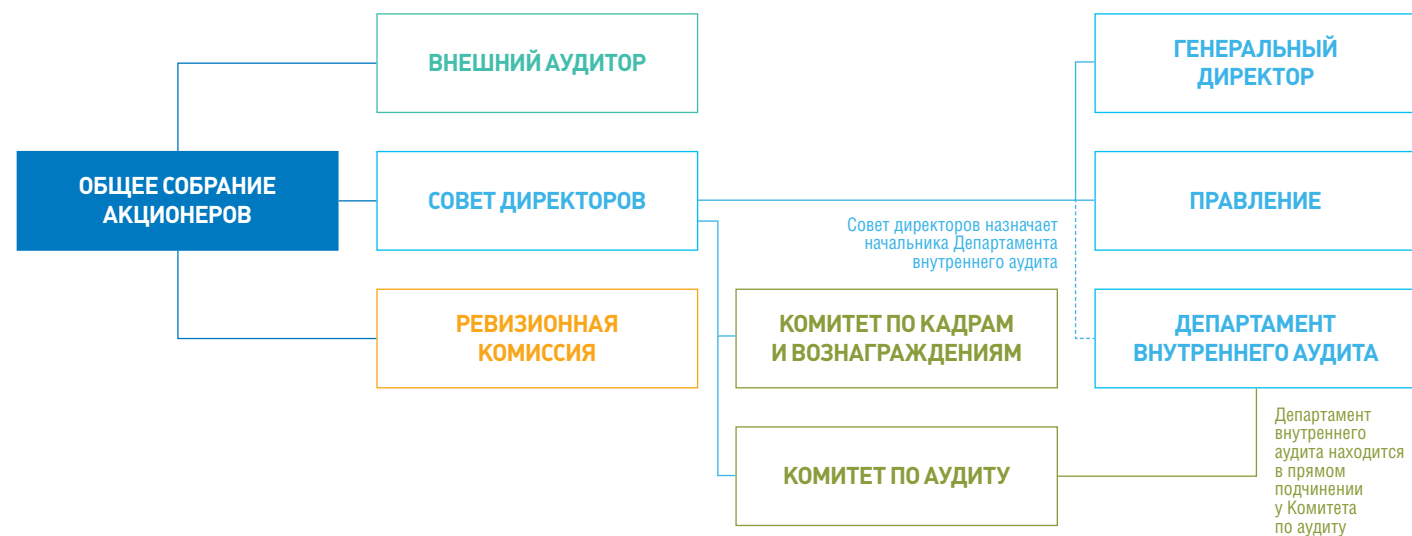 ВНЕШНИЙ АУДИТОР
ГЕНЕРАЛЬНЫЙ
ДИРЕКТОР
ОБЩЕЕ СОБРАНИЕ
АКЦИОНЕРОВ
СОВЕТ ДИРЕКТОРОВ
ПРАВЛЕНИЕ
Совет директоров назначает
начальника Департамента
внутреннего аудита
РЕВИЗИОННАЯ
КОМИССИЯ
КОМИТЕТ ПО КАДРАМ
И ВОЗНАГРАЖДЕНИЯМ
ДЕПАРТАМЕНТ
ВНУТРЕННЕГО АУДИТА
КОМИТЕТ ПО АУДИТУ
Департамент
внутреннего
аудита находится
в прямом
подчинении
у Комитета
по аудиту